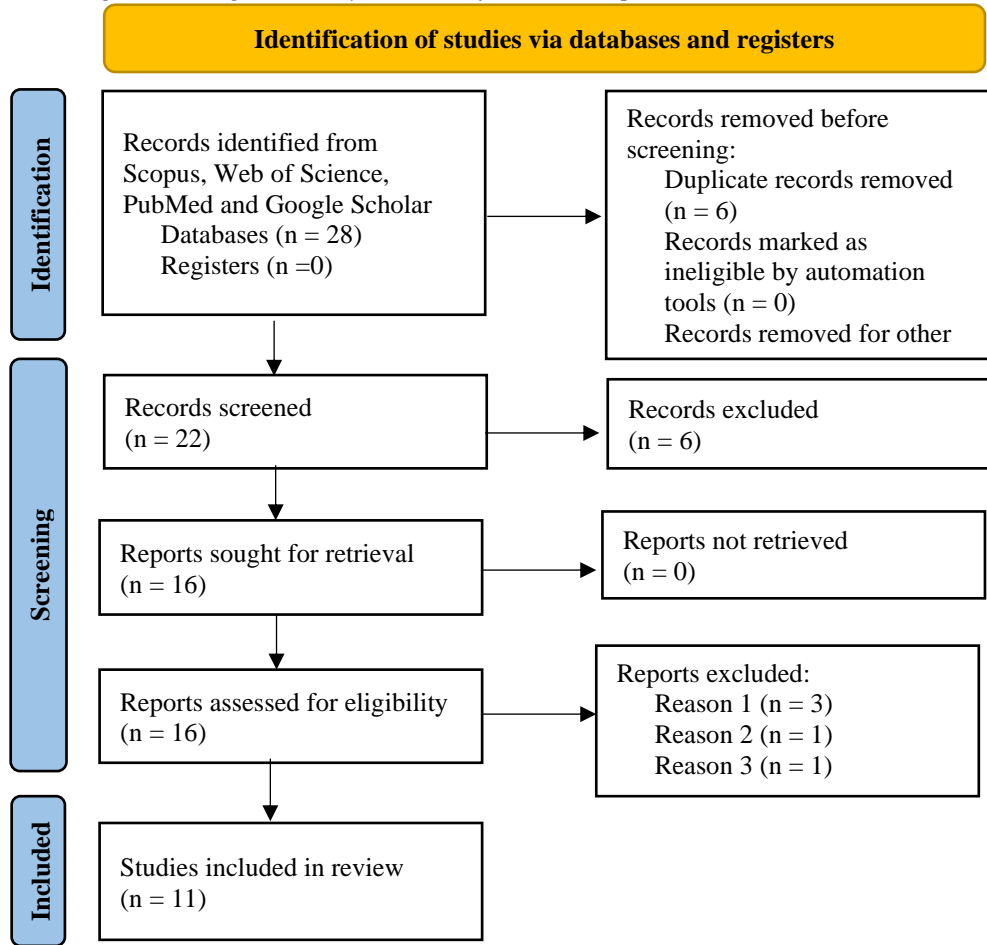 Identification of studies via databases and registers
Identification
Records identified from
Scopus, Web of Science,
PubMed and Google Scholar
Databases (n = 28)
Registers (n =0)
Records removed before
screening:
Duplicate records removed
(n = 6)
Records marked as
ineligible by automation
tools (n = 0)
Records removed for other
Screening
Records screened
(n = 22)
Records excluded
(n = 6)
Reports sought for retrieval
(n = 16)
Reports not retrieved
(n = 0)
Reports assessed for eligibility
(n = 16)
Reports excluded:
Reason 1 (n = 3)
Reason 2 (n = 1)
Reason 3 (n = 1)
Included
Studies included in review
(n = 11)